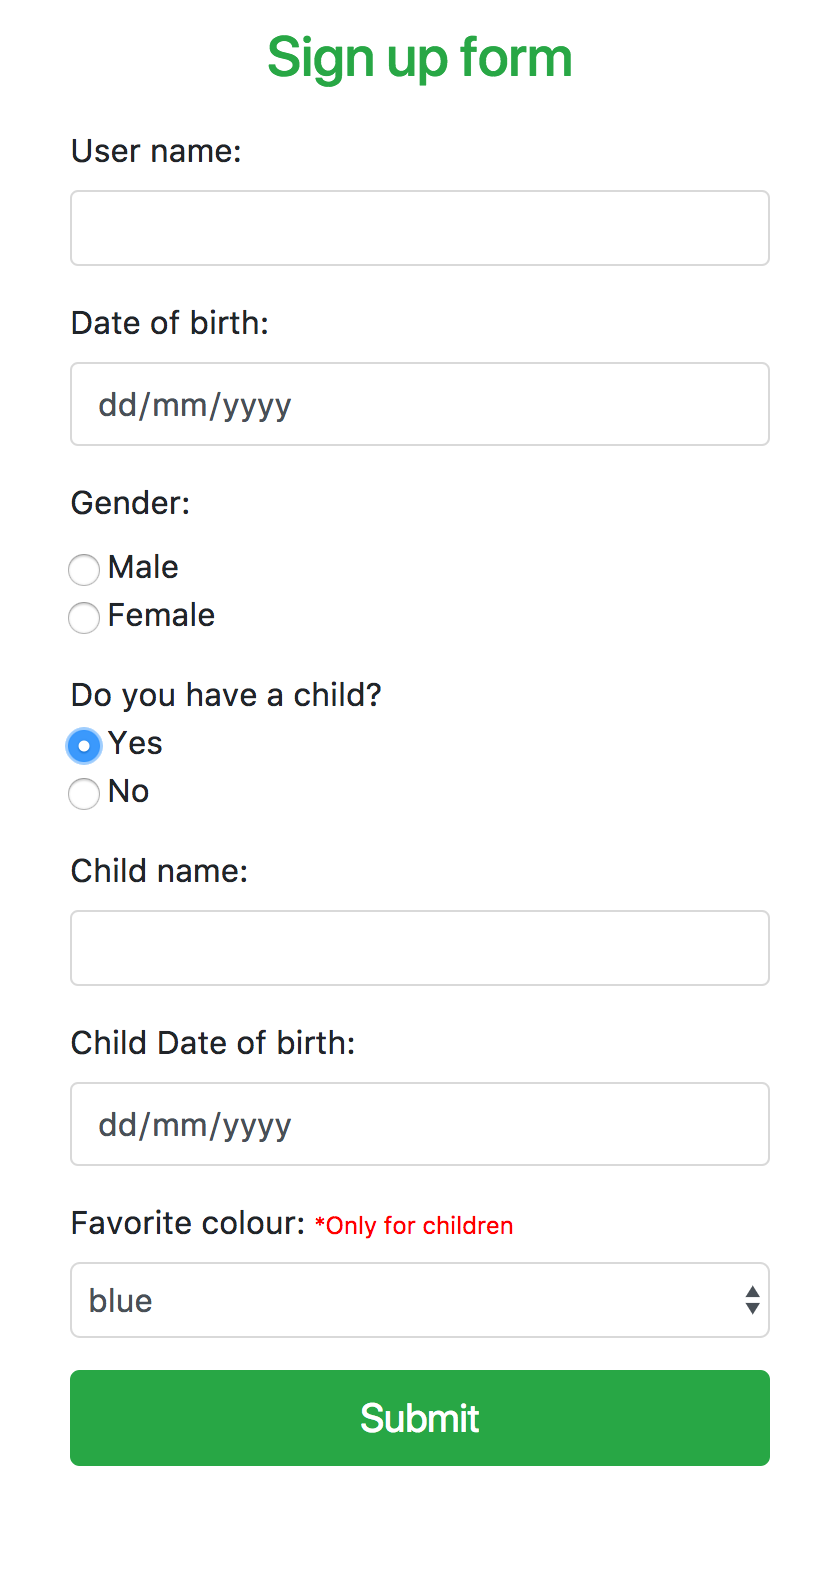 Sign up form
User name:
Date of birth:
dd/mm/yyyy
Gender:
Male
Female
Do you have a child?
Yes
No
Child name:
Child Date of birth:
dd/mm/yyyy
Favorite colour: *Only for children
blue
Submit